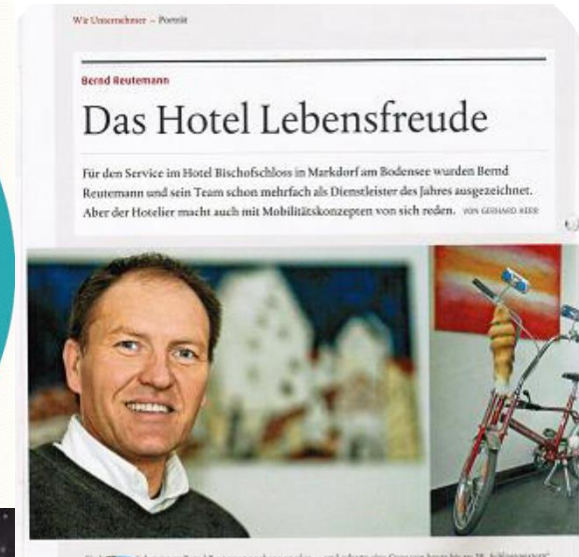 Wir Unternehmer – Porträt
Bernd Reutemann
Das Hotel Lebensfreude
Für den Service im Hotel Bischofschloss in Markdorf am Bodensee wurden Bernd
Reutemann und sein Team schon mehrfach als Dienstleister des Jahres ausgezeichnet.
Aber der Hotelier macht auch mit Mobilitätskonzepten von sich reden. VON GERHARD